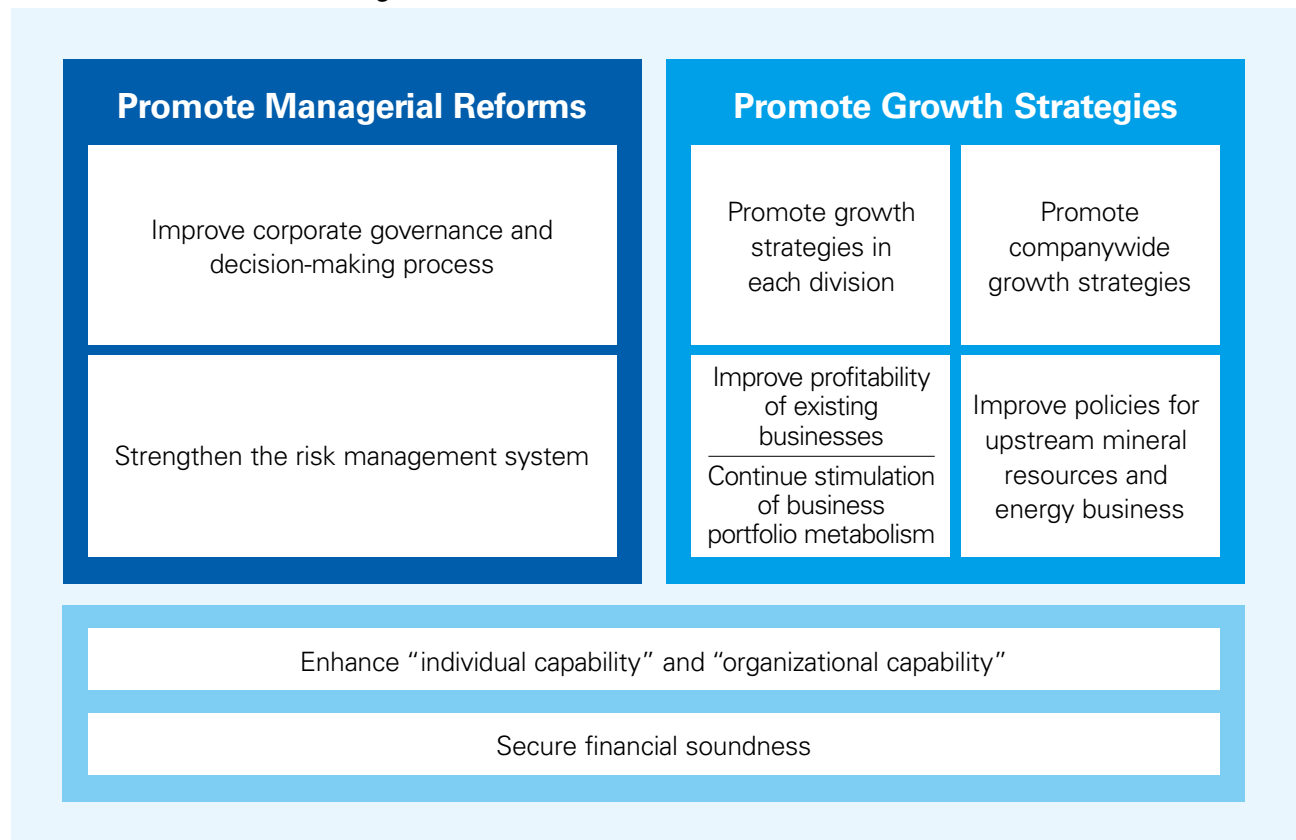 Promote Managerial Reforms
Improve corporate governance and
decision-making process
Strengthen the risk management system
Promote Growth Strategies
Promote growth
strategies in
each division
Promote
companywide
growth strategies
Improve profitability
of existing
businesses
Continue stimulation
of business
portfolio metabolism
Improve policies for
upstream mineral
resources and
energy business
Enhance “individual capability” and “organizational capability”
Secure financial soundness